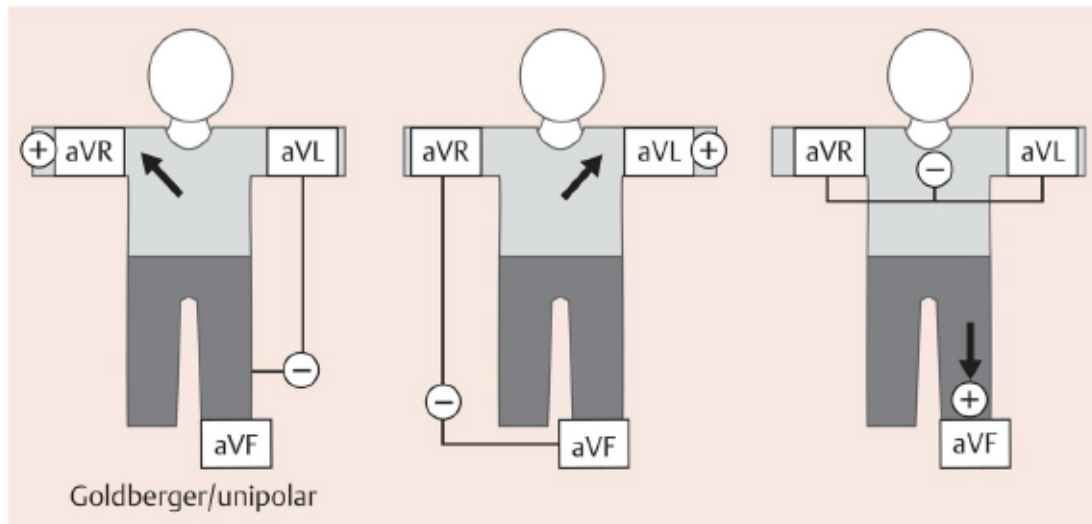 + aVR aVL aVR aVL + aVR − aVL
− − +
aVF aVF aVF
Goldberger/unipolar